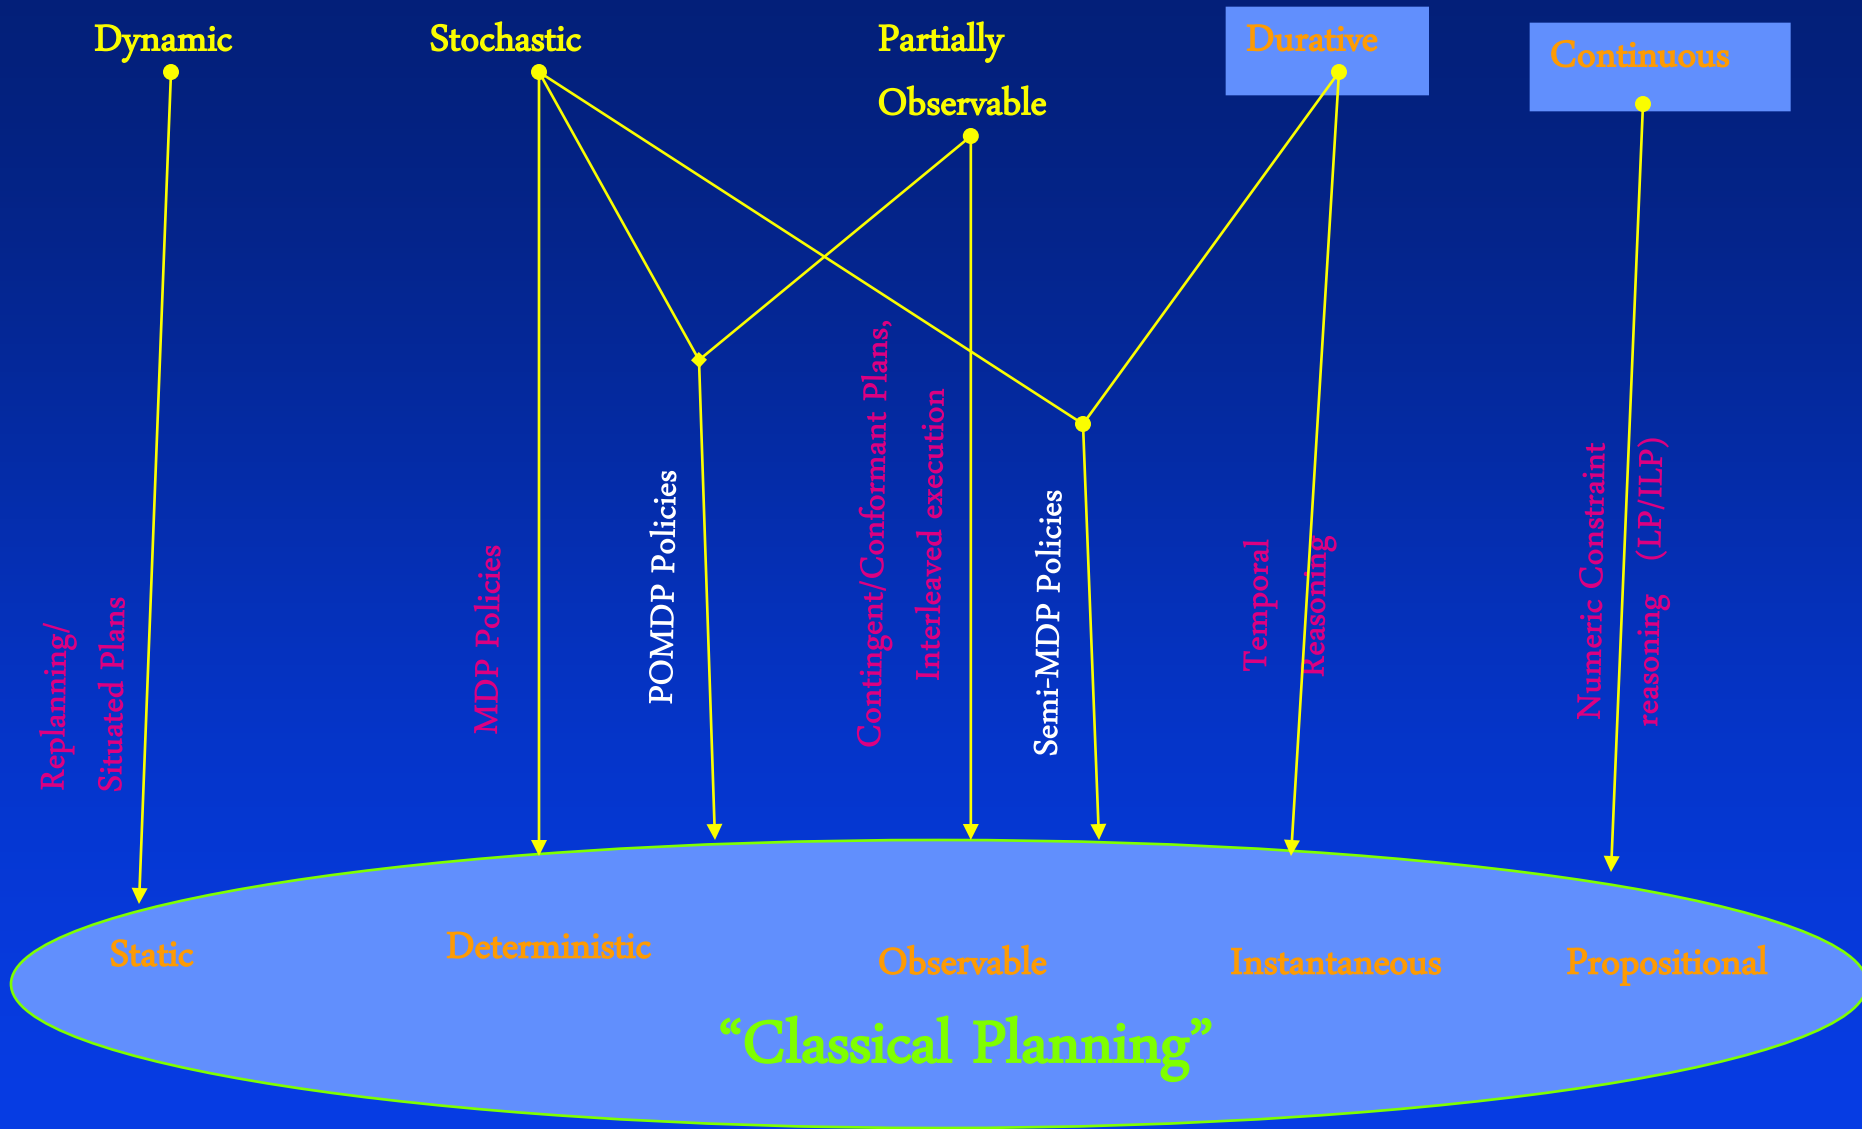 Dynamic
Stochastic
Partially
Observable
Durative
Continuous
Replanning/
Situated Plans
MDP Policies
POMDP Policies
Contingent/Conformant Plans,
Interleaved execution
Semi-MDP Policies
Temporal
Reasoning
Numeric Constraint
reasoning (LP/ILP)
Static
Deterministic
Observable
Instantaneous
Propositional
“Classical Planning”